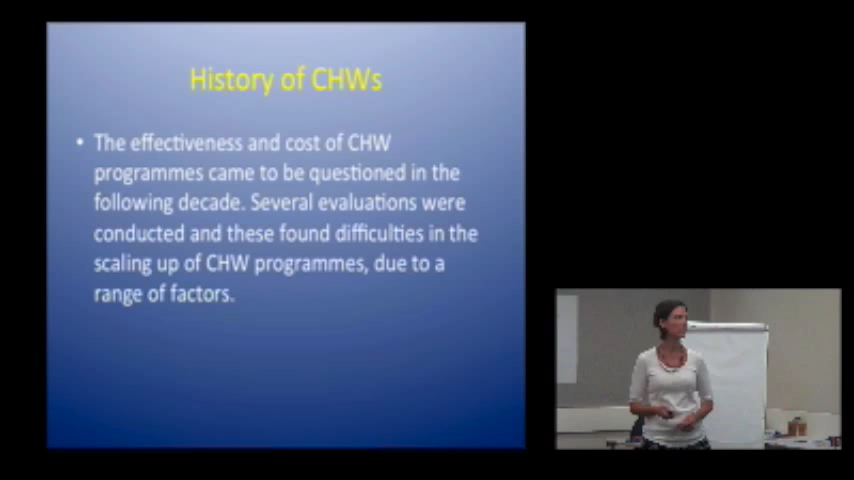 History of CHWs
• The effectiveness and cost of CHW
programmes came to be questioned in the
following decade. Several evaluations were
conducted and these found difficulties in the
scaling up of CHW programmes, due to a
range of factors.